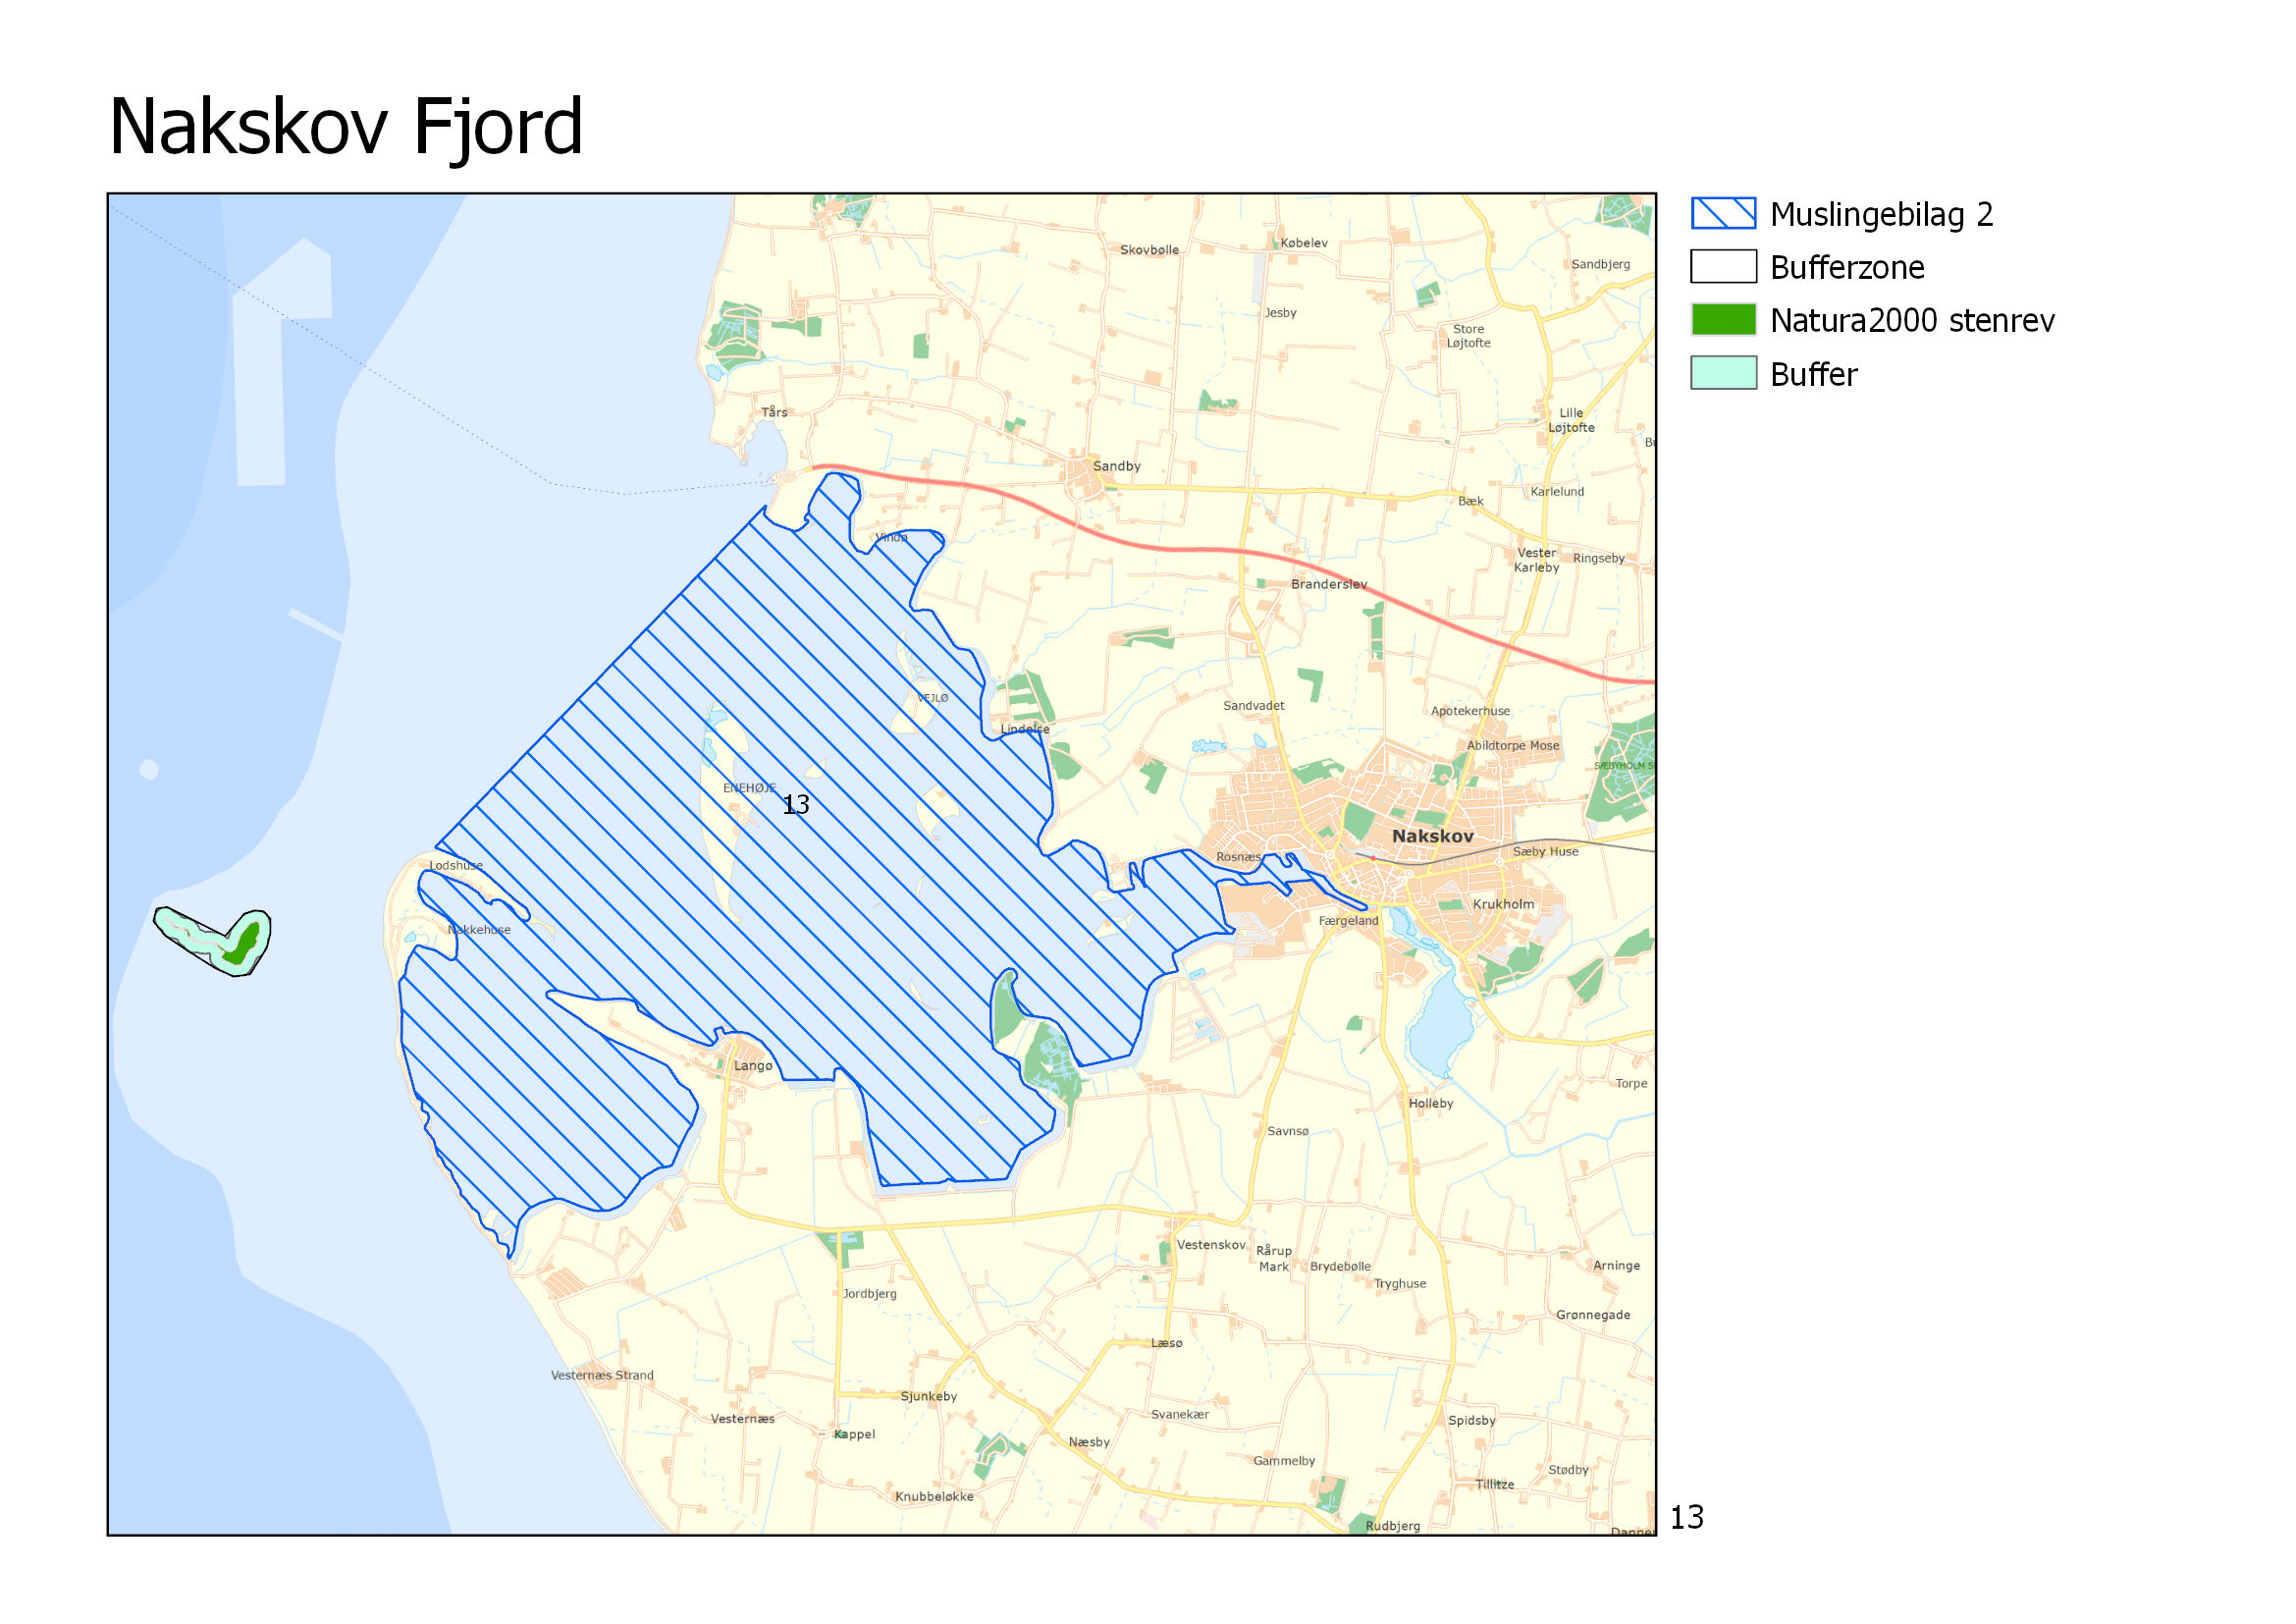 Nakskov Fjord
Muslingebilag 2
Bufferzone
Natura2000 stenrev
Buffer
Skovbølle
Købelev
Sandbjerg
Jesby
Store
Løjtofte
Tårs
Lille
Løjtofte
Sandby
Bæk
Karlelund
Vindø
Vester
Karleby
Ringseby
Branderslev
VEJLØ
Sandvadet
Apotekerhuse
Lindelse
Abildtorpe Mose
ENEHØJE
13
Nakskov
Sæby Huse
Rosnæs
Lodshuse
Krukholm
Færgeland
Nakkehuse
Langø
Torpe
Holleby
Savnsø
Vestenskov
Rårup
Mark
Brydebølle
Arninge
Tryghuse
Jordbjerg
Grønnegade
Læsø
Vesternæs Strand
Sjunkeby
Svanekær
Vesternæs
Spidsby
Kappel
Næsby
Gammelby
Stødby
Tillitze
Knubbeløkke
Rudbjerg
13